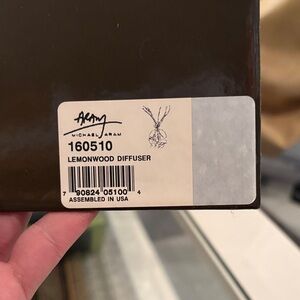 Aram
MICHAEL ARAM
160510
LEMONWOOD DIFFUSER
7 90824 05100 4
ASSEMBLED IN USA